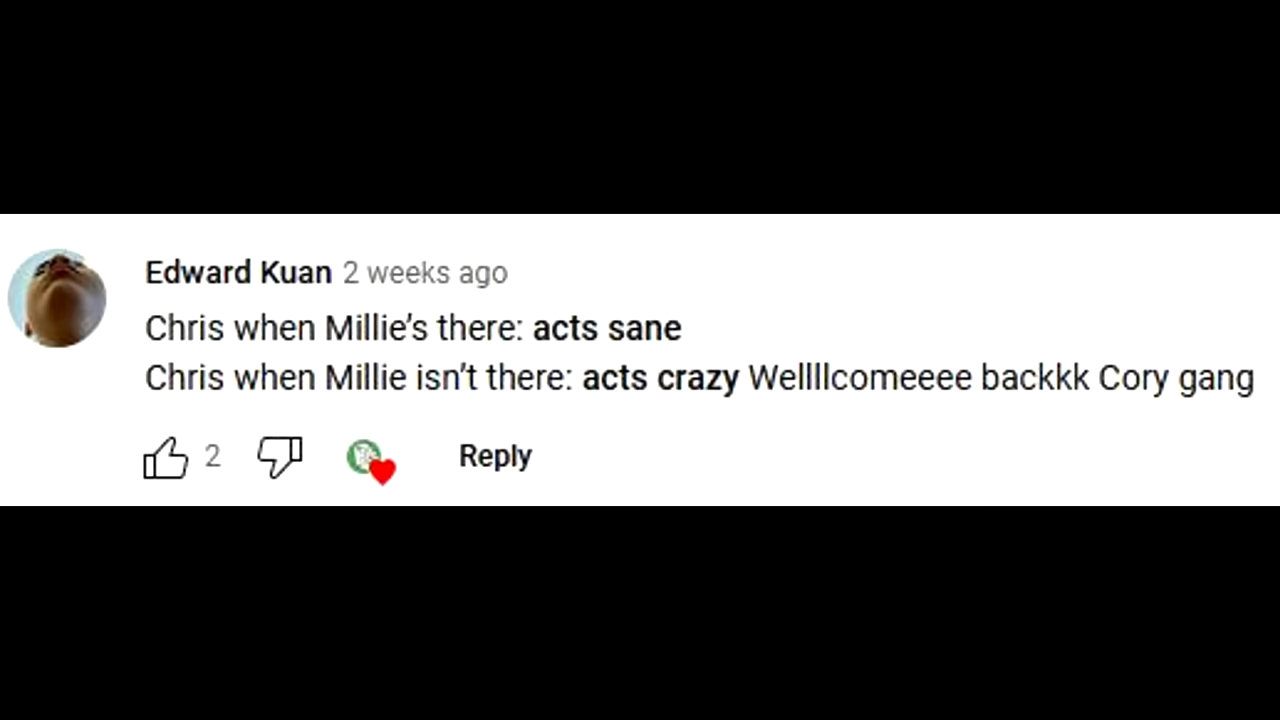 Edward Kuan 2 weeks ago
Chris when Millie’s there: acts sane
Chris when Millie isn’t there: acts crazy Wellllcomeeee backkk Cory gang
2 Reply